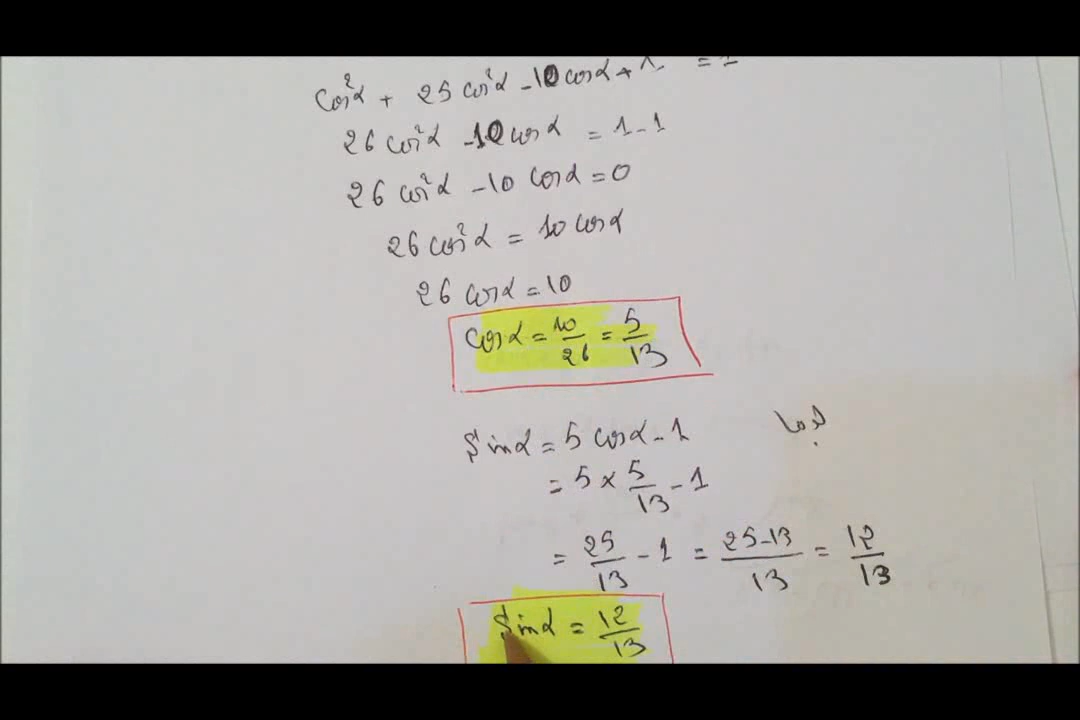 cos²α + 25 cos²α - 10 cosα + 1 = 1
26 cos²α - 10 cosα = 1 - 1
26 cos²α - 10 cosα = 0
26 cos²α = 10 cosα
26 cosα = 10
cosα = 10/26 = 5/13
sinα = 5 cosα - 1 لدينا
= 5 × 5/13 - 1
= 25/13 - 1 = 25-13/13 = 12/13
sinα = 12/13